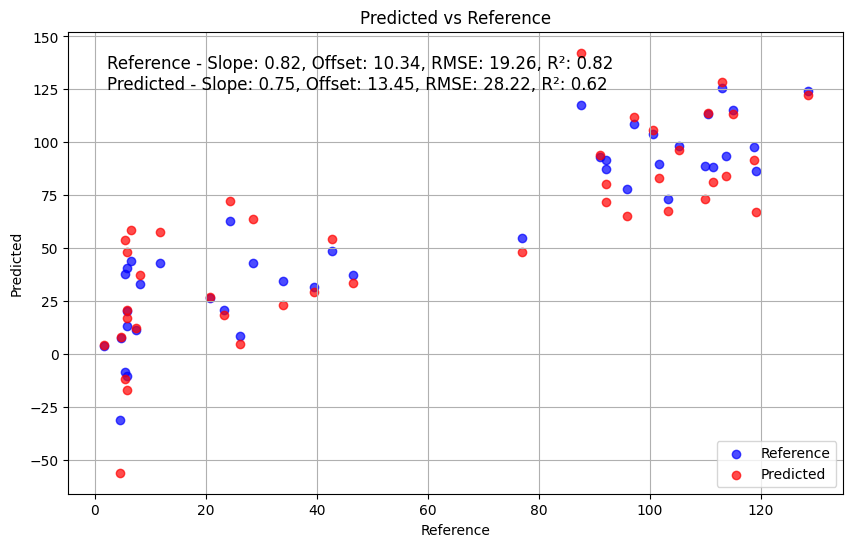 Predicted vs Reference
Reference - Slope: 0.82, Offset: 10.34, RMSE: 19.26, R²: 0.82
Predicted - Slope: 0.75, Offset: 13.45, RMSE: 28.22, R²: 0.62
150
125
100
75
50
25
0
−25
−50
Predicted
0 20 40 60 80 100 120
Reference
Reference
Predicted